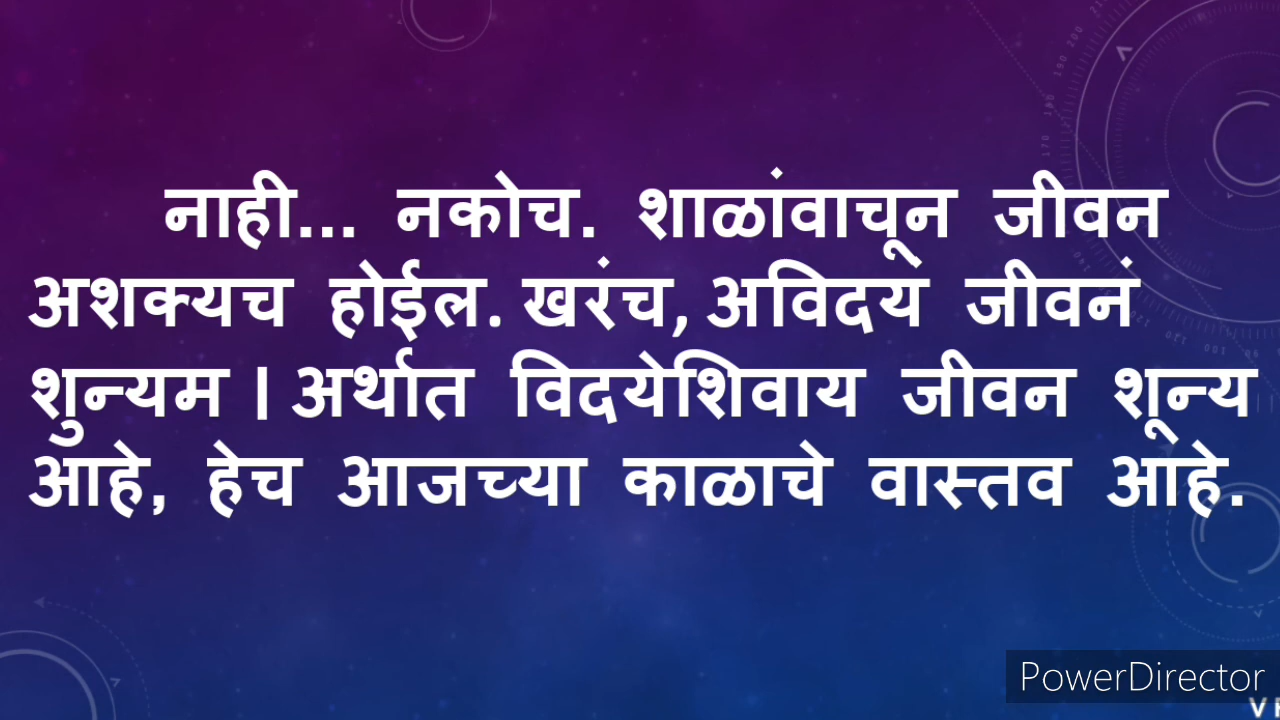 नाही... नकोच. शाळांवाचून जीवन
अशक्यच होईल. खरंच, अविदयं जीवनं
शुन्यम । अर्थात विदयेशिवाय जीवन शून्य
आहे, हेच आजच्या काळाचे वास्तव आहे.
PowerDirector